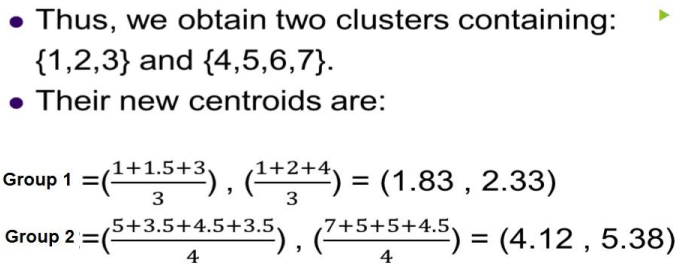 • Thus, we obtain two clusters containing:
{1,2,3} and {4,5,6,7}.
• Their new centroids are:
Group 1 =(\frac{1+1.5+3}{3}) , (\frac{1+2+4}{3}) = (1.83 , 2.33)
Group 2 =(\frac{5+3.5+4.5+3.5}{4}) , (\frac{7+5+5+4.5}{4}) = (4.12 , 5.38)